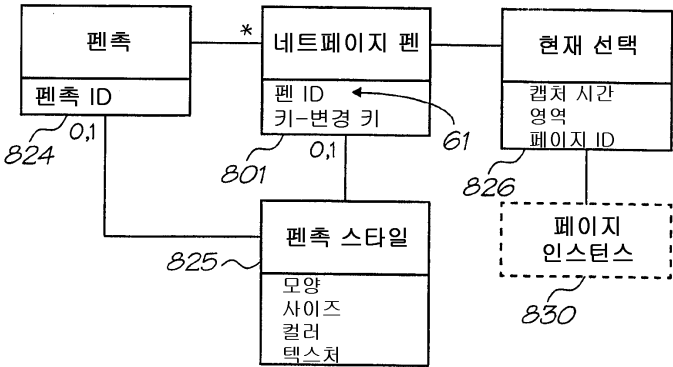 펜촉
펜촉 ID
824
0,1
*
네트페이지 펜
펜 ID
키-변경 키
61
801
0,1
현재 선택
캡처 시간
영역
페이지 ID
826
펜촉 스타일
825
모양
사이즈
컬러
텍스처
페이지
인스턴스
830